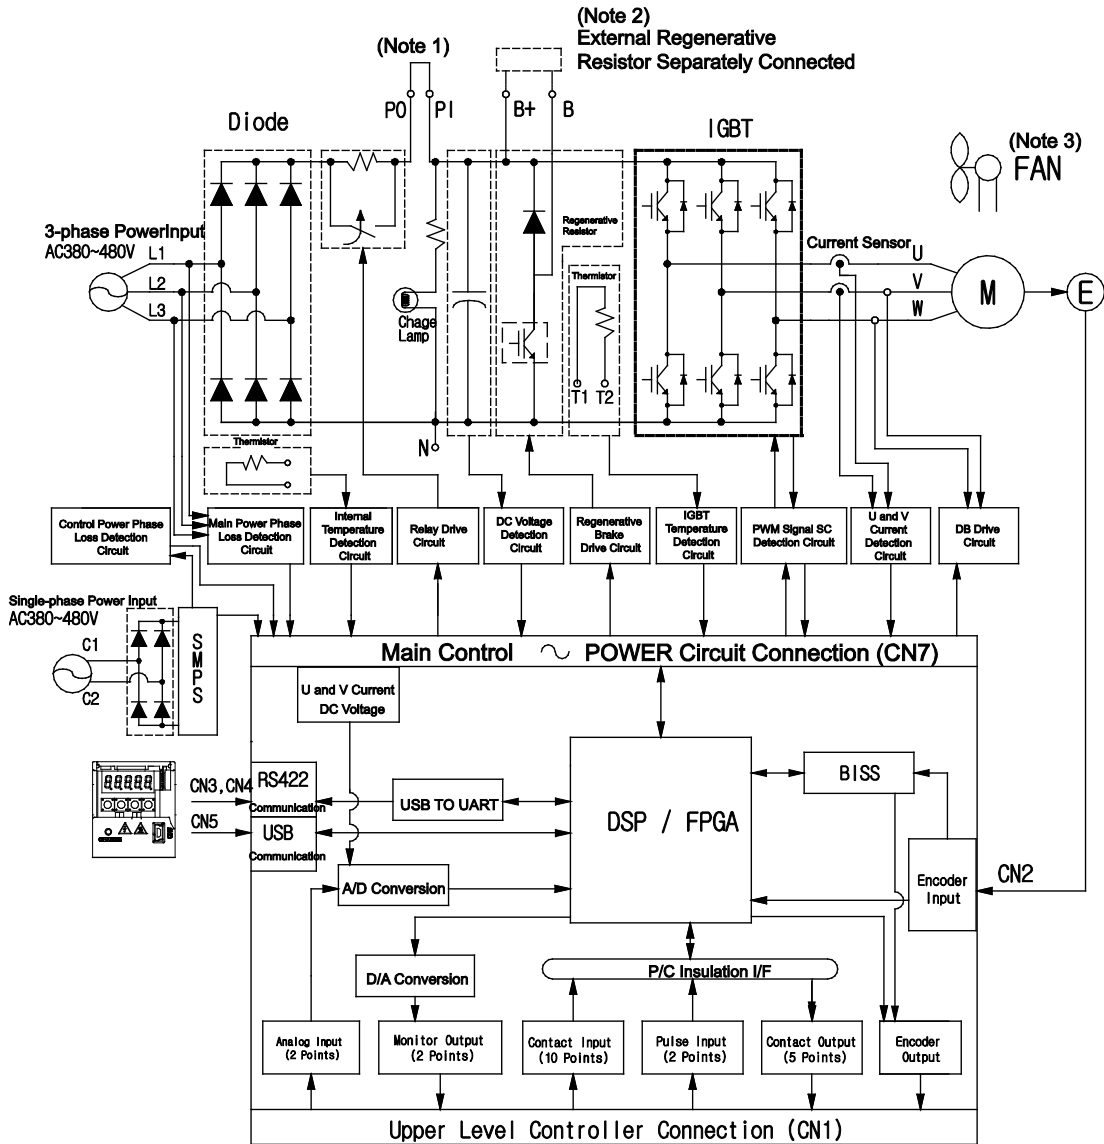 (Note 2)
External Regenerative
Resistor Separately Connected
(Note 1)
P0
PI
B+
B
Diode
IGBT
(Note 3)
FAN
3-phase PowerInput
AC380~480V
L1
L2
L3
Regenerative
Resistor
Thermistor
T1
T2
Chage
Lamp
N
Current Sensor
U
V
W
M
E
Thermistor
Control Power Phase
Loss Detection
Circuit
Main Power Phase
Loss Detection
Circuit
Internal
Temperature
Detection
Circuit
Relay Drive
Circuit
DC Voltage
Detection
Circuit
Regenerative
Brake
Drive Circuit
IGBT
Temperature
Detection
Circuit
PWM Signal SC
Detection Circuit
U and V
Current
Detection
Circuit
DB Drive
Circuit
Single-phase Power Input
AC380~480V
C1
C2
SMPS
Main Control ~ POWER Circuit Connection (CN7)
U and V Current
DC Voltage
CN3,CN4
CN5
RS422
Communication
USB
Communication
USB TO UART
DSP / FPGA
BISS
A/D Conversion
Encoder
Input
CN2
D/A Conversion
P/C Insulation I/F
Analog Input
(2 Points)
Monitor Output
(2 Points)
Contact Input
(10 Points)
Pulse Input
(2 Points)
Contact Output
(5 Points)
Encoder
Output
Upper Level Controller Connection (CN1)